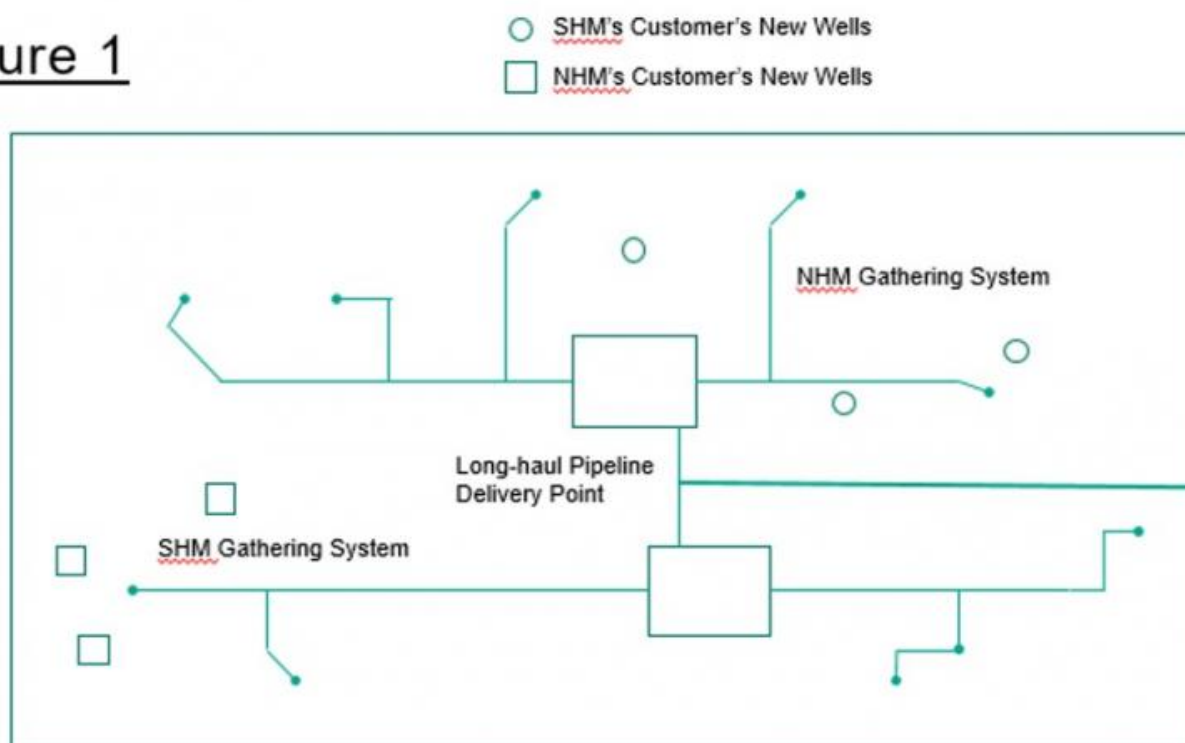 ure 1
SHM's Customer's New Wells
NHM's Customer's New Wells
NHM Gathering System
Long-haul Pipeline
Delivery Point
SHM Gathering System